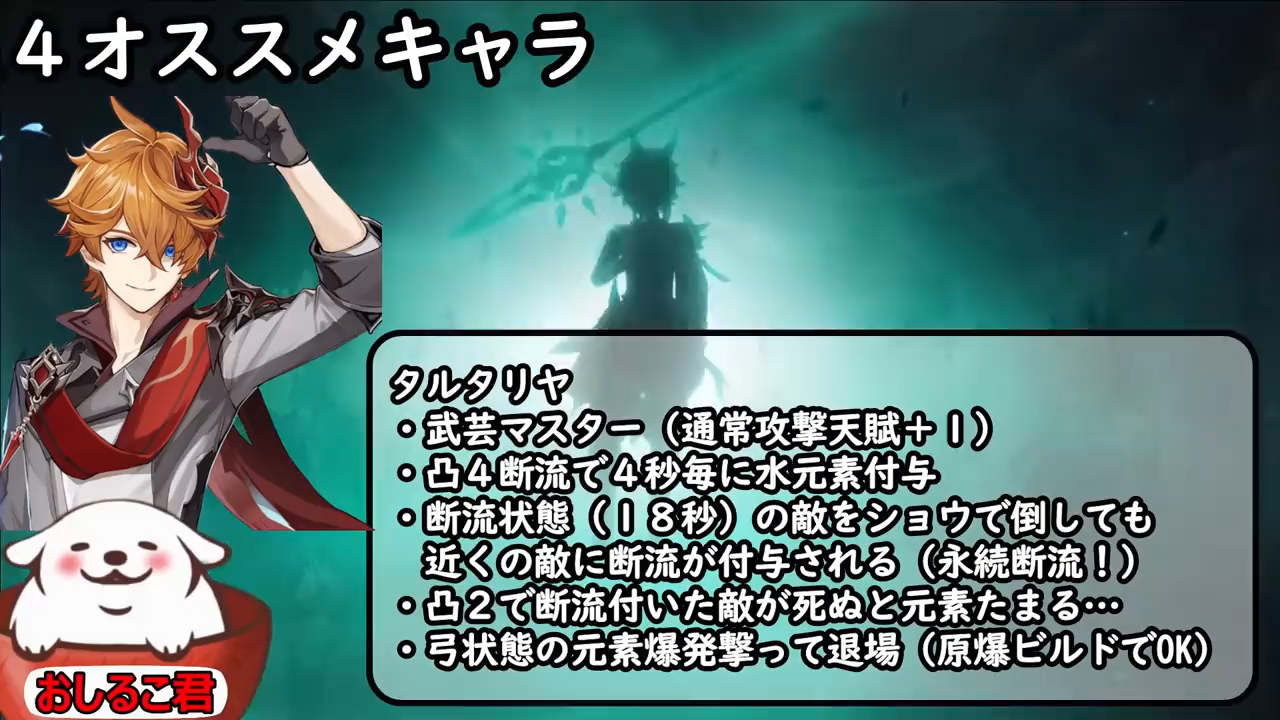 4オススメキャラ
タルタリヤ
・武芸マスター（通常攻撃天賦＋1）
・凸4断流で4秒毎に水元素付与
・断流状態（18秒）の敵をショウで倒しても
近くの敵に断流が付与される（永続断流！）
・凸2で断流付いた敵が死ぬと元素たまる…
・弓状態の元素爆発撃って退場（原爆ビルドでOK）
おしるこ君